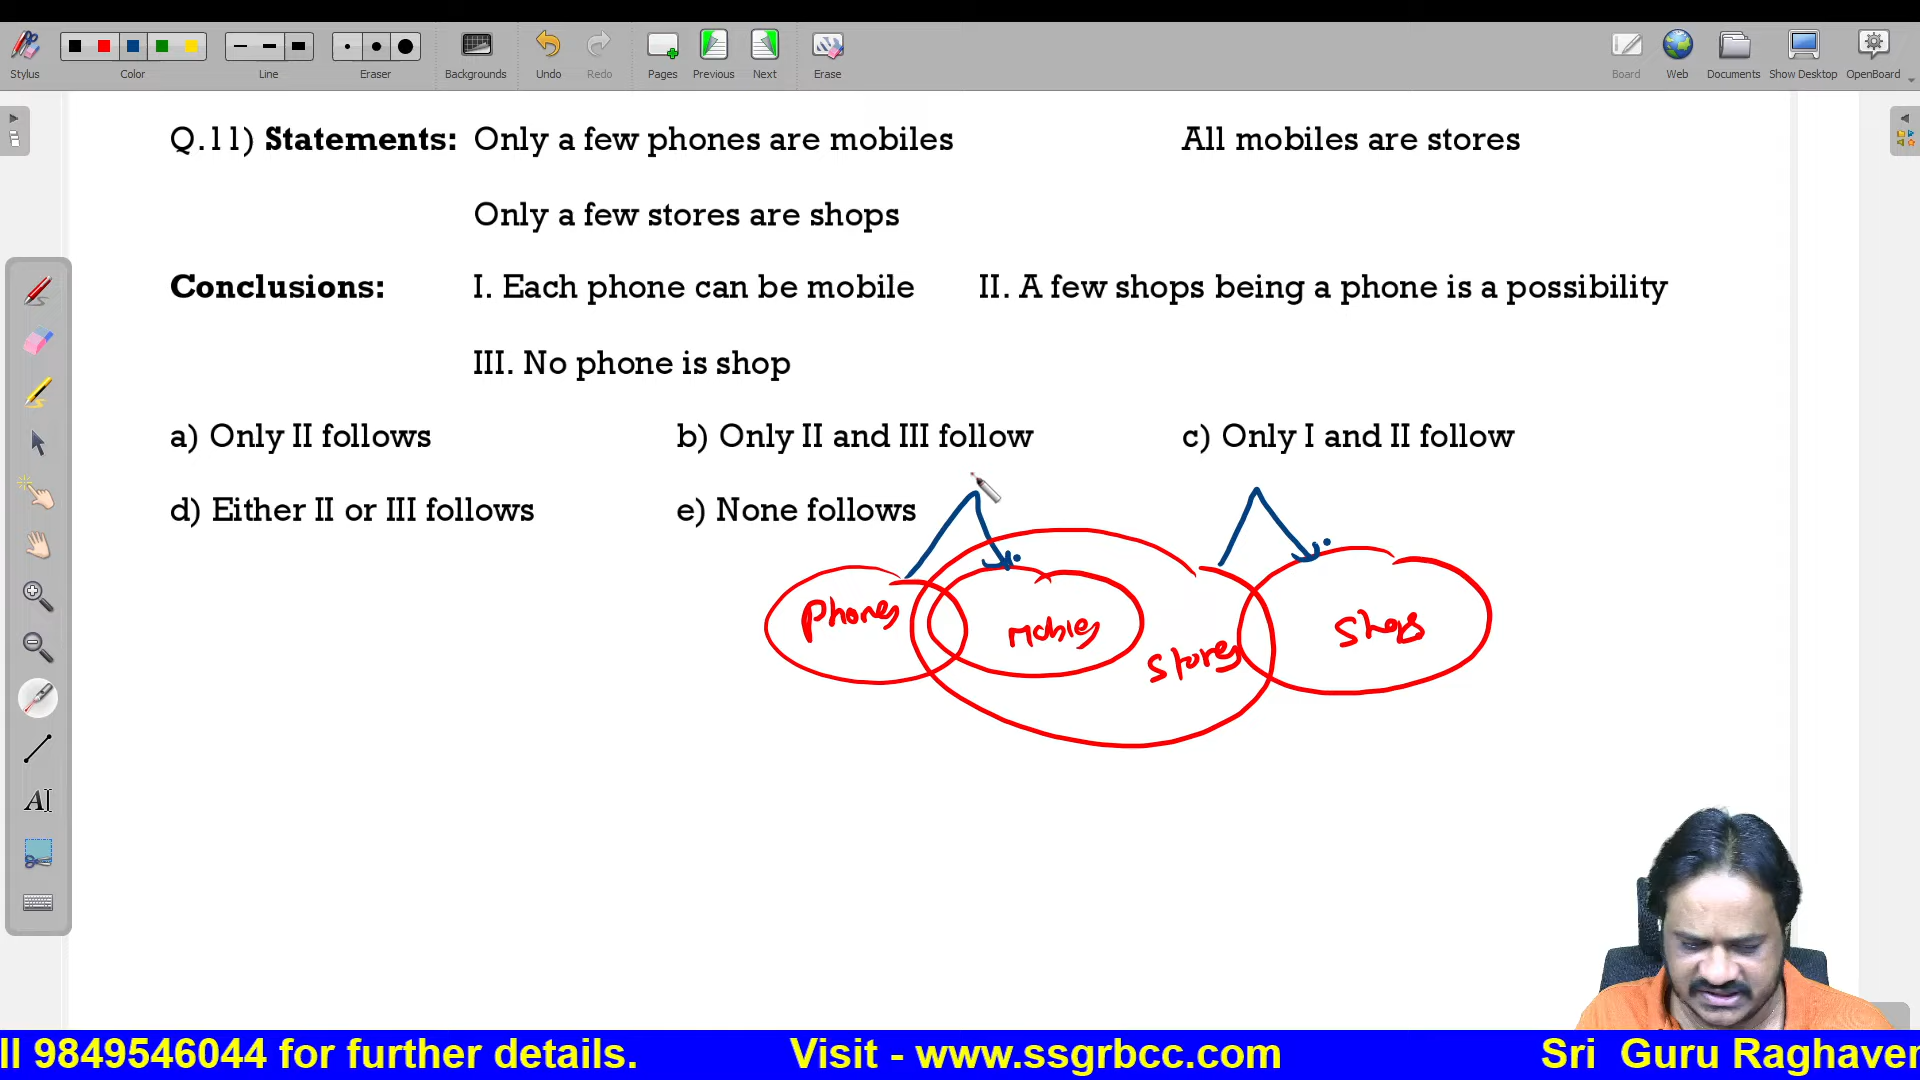 Stylus Color Line Eraser Backgrounds Undo Redo Pages Previous Next Erase Board Web Documents Show Desktop OpenBoard
Q.11) Statements: Only a few phones are mobiles All mobiles are stores
Only a few stores are shops
Conclusions: I. Each phone can be mobile II. A few shops being a phone is a possibility
III. No phone is shop
a) Only II follows b) Only II and III follow c) Only I and II follow
d) Either II or III follows e) None follows
Phones Mobies Stores Shops
ll 9849546044 for further details. Visit - www.ssgrbcc.com Sri Guru Raghaver